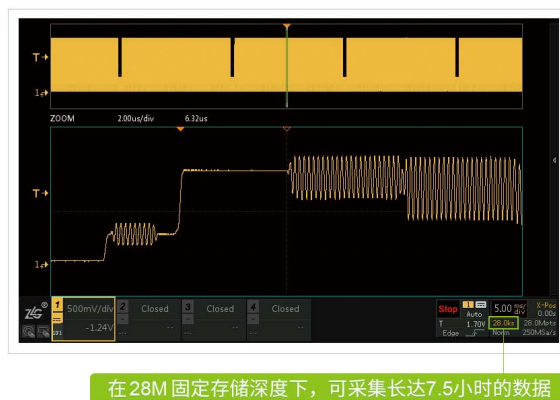 T
1
ZOOM 2.00us/div 6.32us
T
1
ZLG®
1 500mV/div 2 Closed 3 Closed 4 Closed
-1.24V -- -- --
Stop 1 Auto 5.00 ms/div X-Pos 0.00s
T 1.70V 28.0Mpts
Edge Norm 250MSa/s
在28M固定存储深度下，可采集长达7.5小时的数据